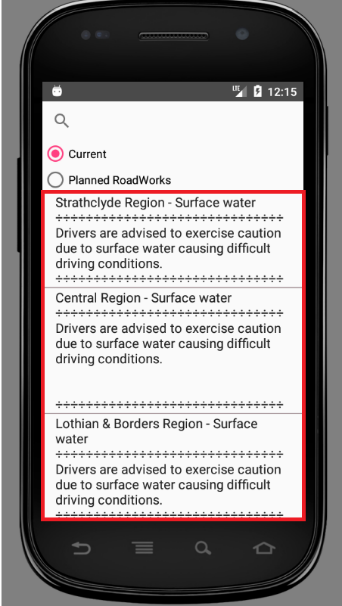 LTE 12:15
Current
Planned RoadWorks
Strathclyde Region - Surface water
÷÷÷÷÷÷÷÷÷÷÷÷÷÷÷÷÷÷÷÷÷÷÷÷÷÷÷÷
Drivers are advised to exercise caution
due to surface water causing difficult
driving conditions.
÷÷÷÷÷÷÷÷÷÷÷÷÷÷÷÷÷÷÷÷÷÷÷÷÷÷÷÷
Central Region - Surface water
÷÷÷÷÷÷÷÷÷÷÷÷÷÷÷÷÷÷÷÷÷÷÷÷÷÷÷÷
Drivers are advised to exercise caution
due to surface water causing difficult
driving conditions.
÷÷÷÷÷÷÷÷÷÷÷÷÷÷÷÷÷÷÷÷÷÷÷÷÷÷÷÷
Lothian & Borders Region - Surface
water
÷÷÷÷÷÷÷÷÷÷÷÷÷÷÷÷÷÷÷÷÷÷÷÷÷÷÷÷
Drivers are advised to exercise caution
due to surface water causing difficult
driving conditions.
÷÷÷÷÷÷÷÷÷÷÷÷÷÷÷÷÷÷÷÷÷÷÷÷÷÷÷÷